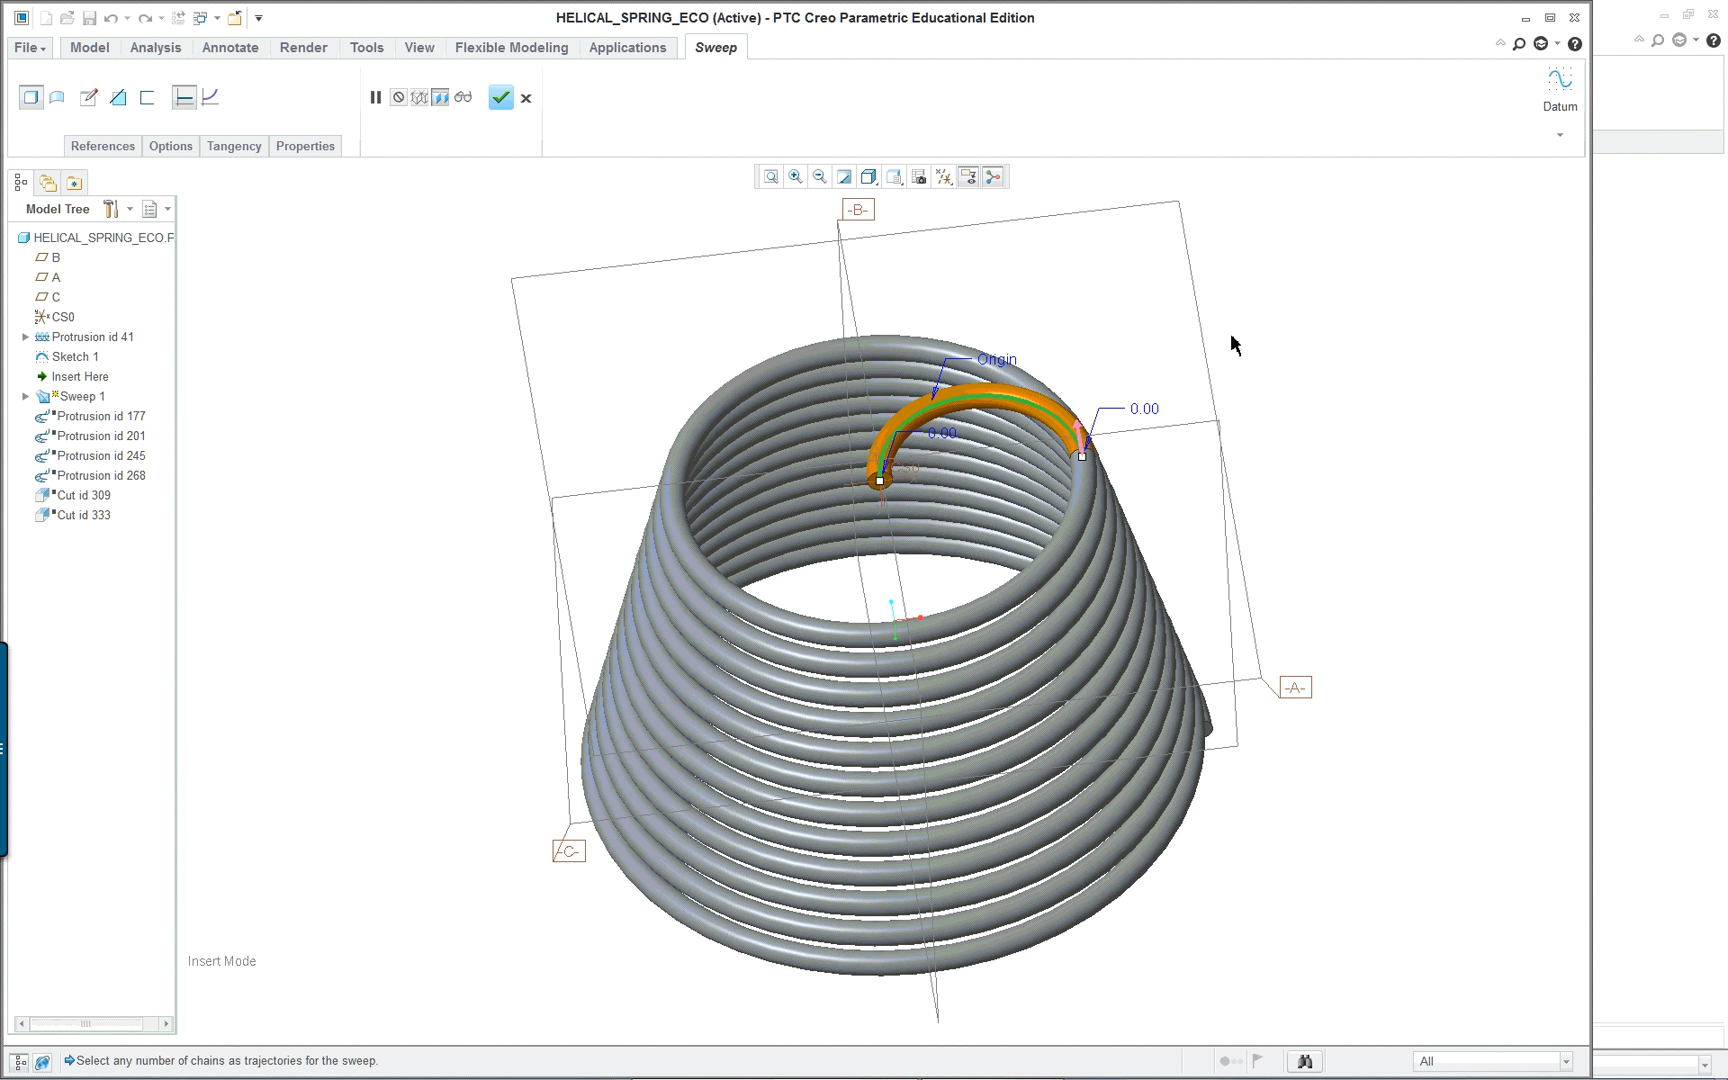 HELICAL_SPRING_ECO (Active) - PTC Creo Parametric Educational Edition
File
Model
Analysis
Annotate
Render
Tools
View
Flexible Modeling
Applications
Sweep
Datum
References
Options
Tangency
Properties
Model Tree
HELICAL_SPRING_ECO.P
B
A
C
CS0
Protrusion id 41
Sketch 1
Insert Here
Sweep 1
Protrusion id 177
Protrusion id 201
Protrusion id 245
Protrusion id 268
Cut id 309
Cut id 333
-B-
Origin
0.00
0.00
CS0
-A-
-C-
Insert Mode
Select any number of chains as trajectories for the sweep.
All